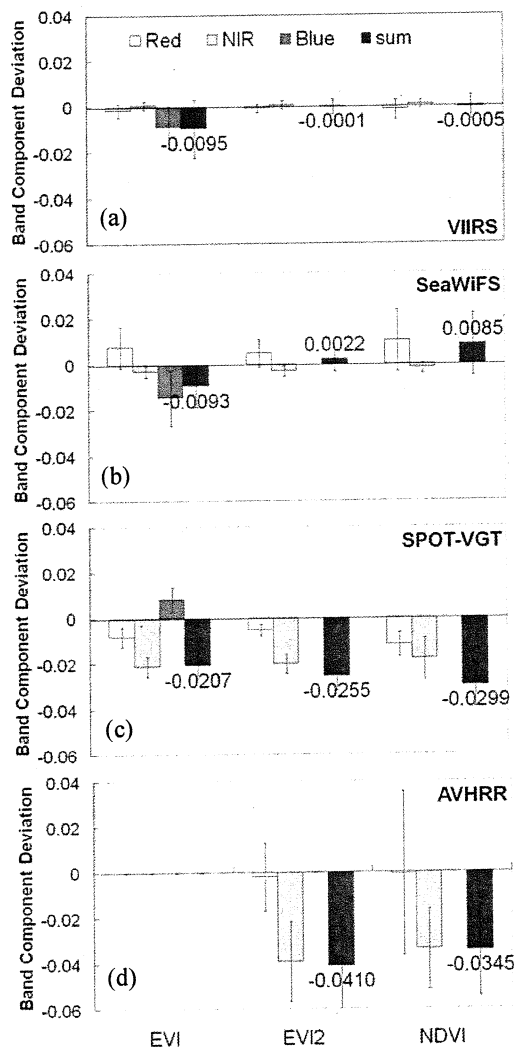 Band Component Deviation
0.04
0.02
0
-0.02
-0.04
-0.06
Red NIR Blue sum
-0.0095
-0.0001
-0.0005
(a)
VIIRS
Band Component Deviation
0.04
0.02
0
-0.02
-0.04
-0.06
SeaWiFS
-0.0093
0.0022
0.0085
(b)
Band Component Deviation
0.04
0.02
0
-0.02
-0.04
-0.06
SPOT-VGT
-0.0207
-0.0255
-0.0299
(c)
Band Component Deviation
0.04
0.02
0
-0.02
-0.04
-0.06
AVHRR
-0.0410
-0.0345
(d)
EVI EVI2 NDVI